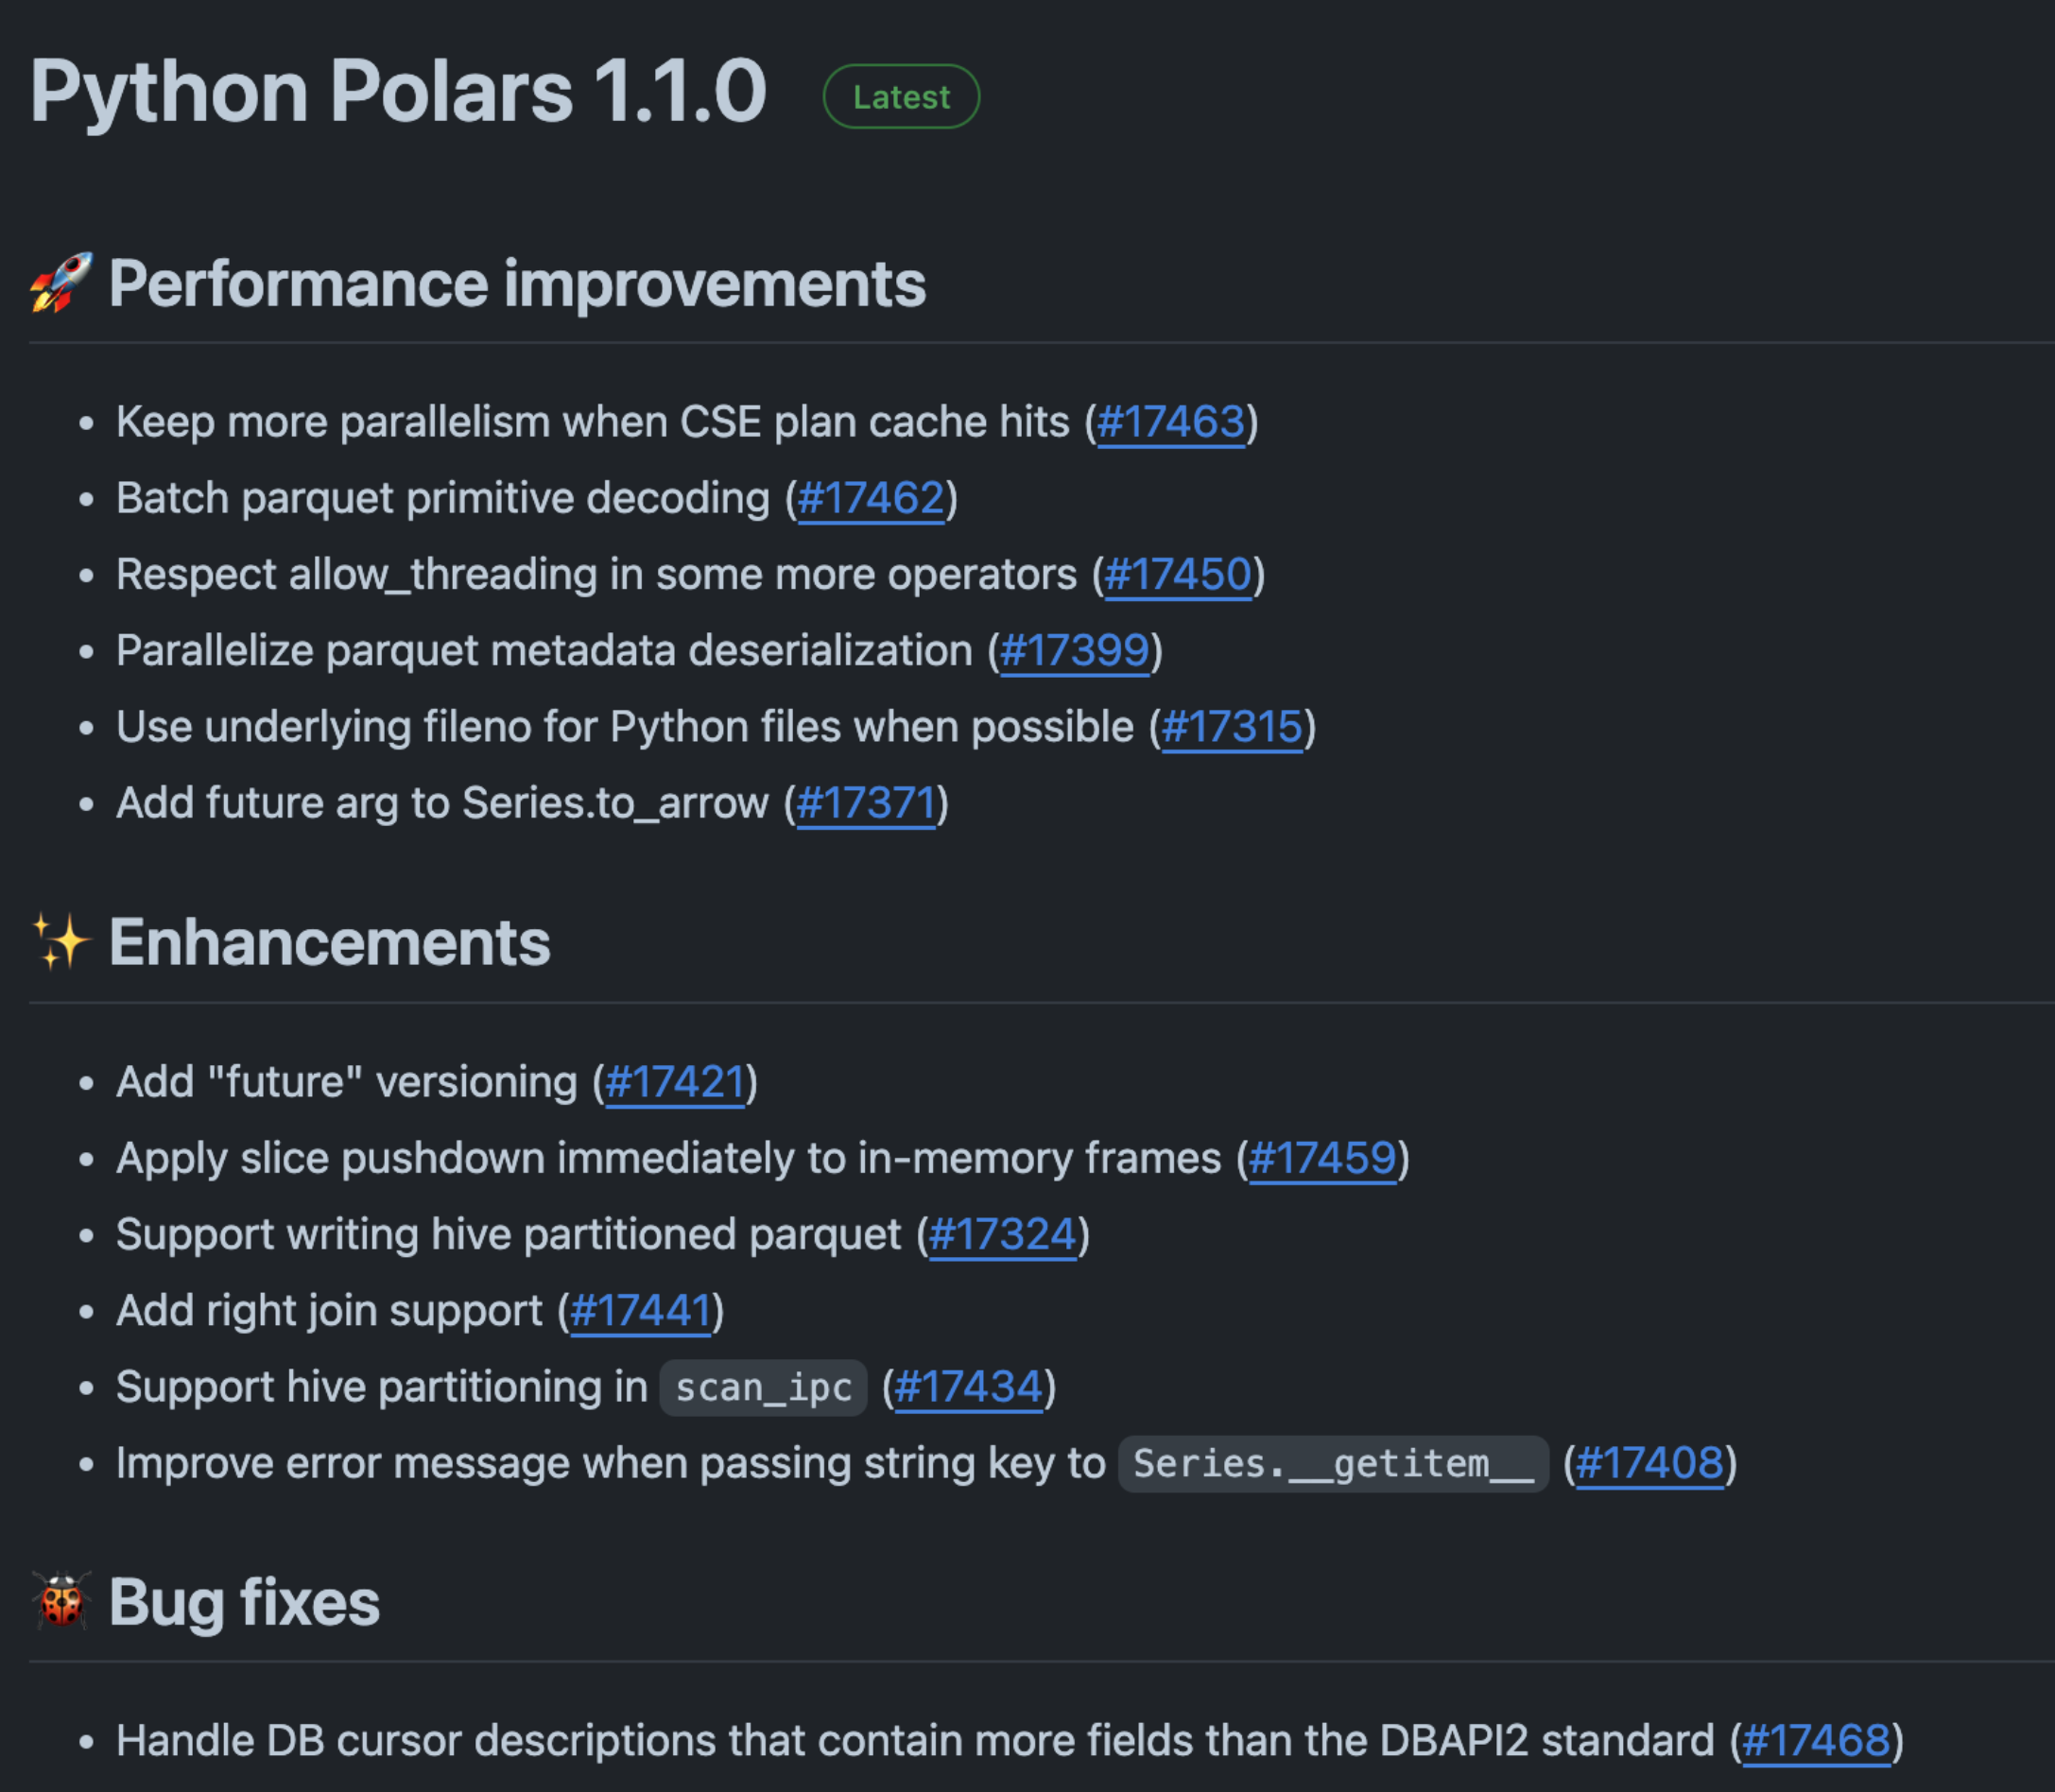 Python Polars 1.1.0 Latest
🚀 Performance improvements
• Keep more parallelism when CSE plan cache hits (#17463)
• Batch parquet primitive decoding (#17462)
• Respect allow_threading in some more operators (#17450)
• Parallelize parquet metadata deserialization (#17399)
• Use underlying fileno for Python files when possible (#17315)
• Add future arg to Series.to_arrow (#17371)
✨ Enhancements
• Add "future" versioning (#17421)
• Apply slice pushdown immediately to in-memory frames (#17459)
• Support writing hive partitioned parquet (#17324)
• Add right join support (#17441)
• Support hive partitioning in scan_ipc (#17434)
• Improve error message when passing string key to Series.__getitem__ (#17408)
🐞 Bug fixes
• Handle DB cursor descriptions that contain more fields than the DBAPI2 standard (#17468)